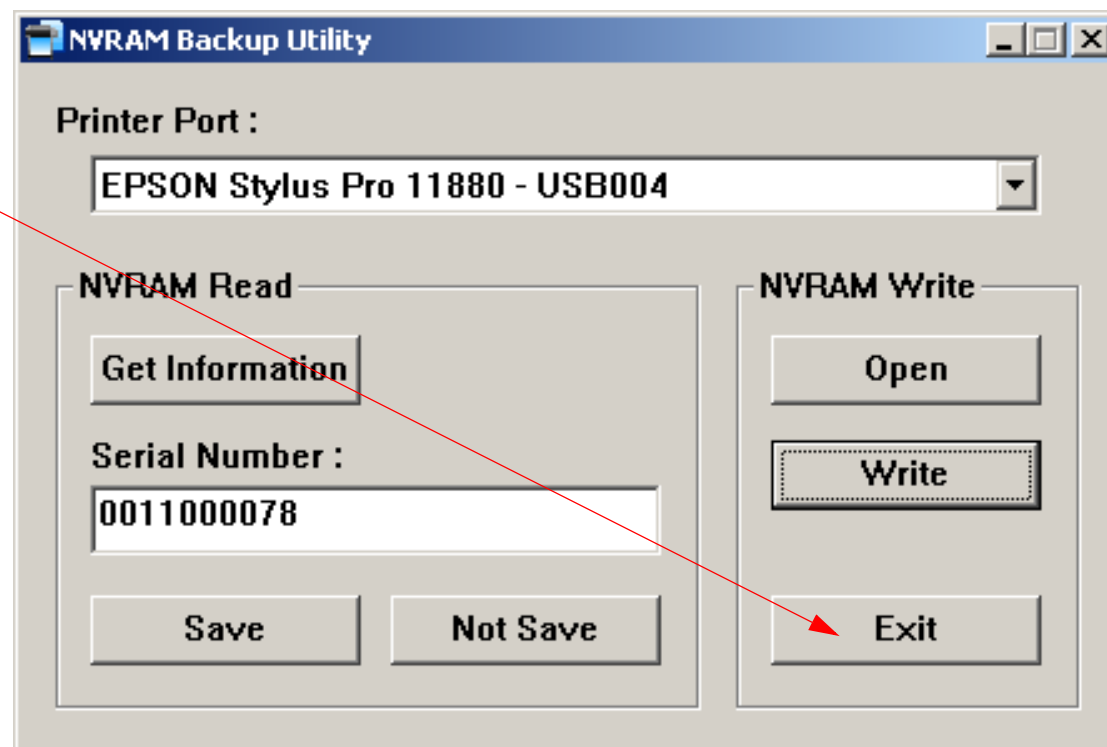 NVRAM Backup Utility
Printer Port :
EPSON Stylus Pro 11880 - USB004
NVRAM Read
Get Information
Serial Number :
0011000078
Save
Not Save
NVRAM Write
Open
Write
Exit